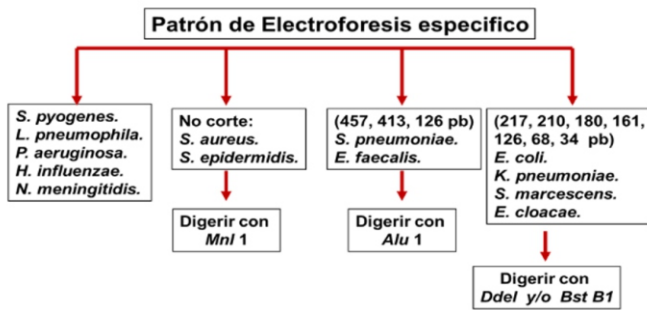 Patrón de Electroforesis especifico
S. pyogenes.
L. pneumophila.
P. aeruginosa.
H. influenzae.
N. meningitidis.
No corte:
S. aureus.
S. epidermidis.
Digerir con
Mnl 1
(457, 413, 126 pb)
S. pneumoniae.
E. faecalis.
Digerir con
Alu 1
(217, 210, 180, 161,
126, 68, 34 pb)
E. coli.
K. pneumoniae.
S. marcescens.
E. cloacae.
Digerir con
DdeI y/o Bst B1